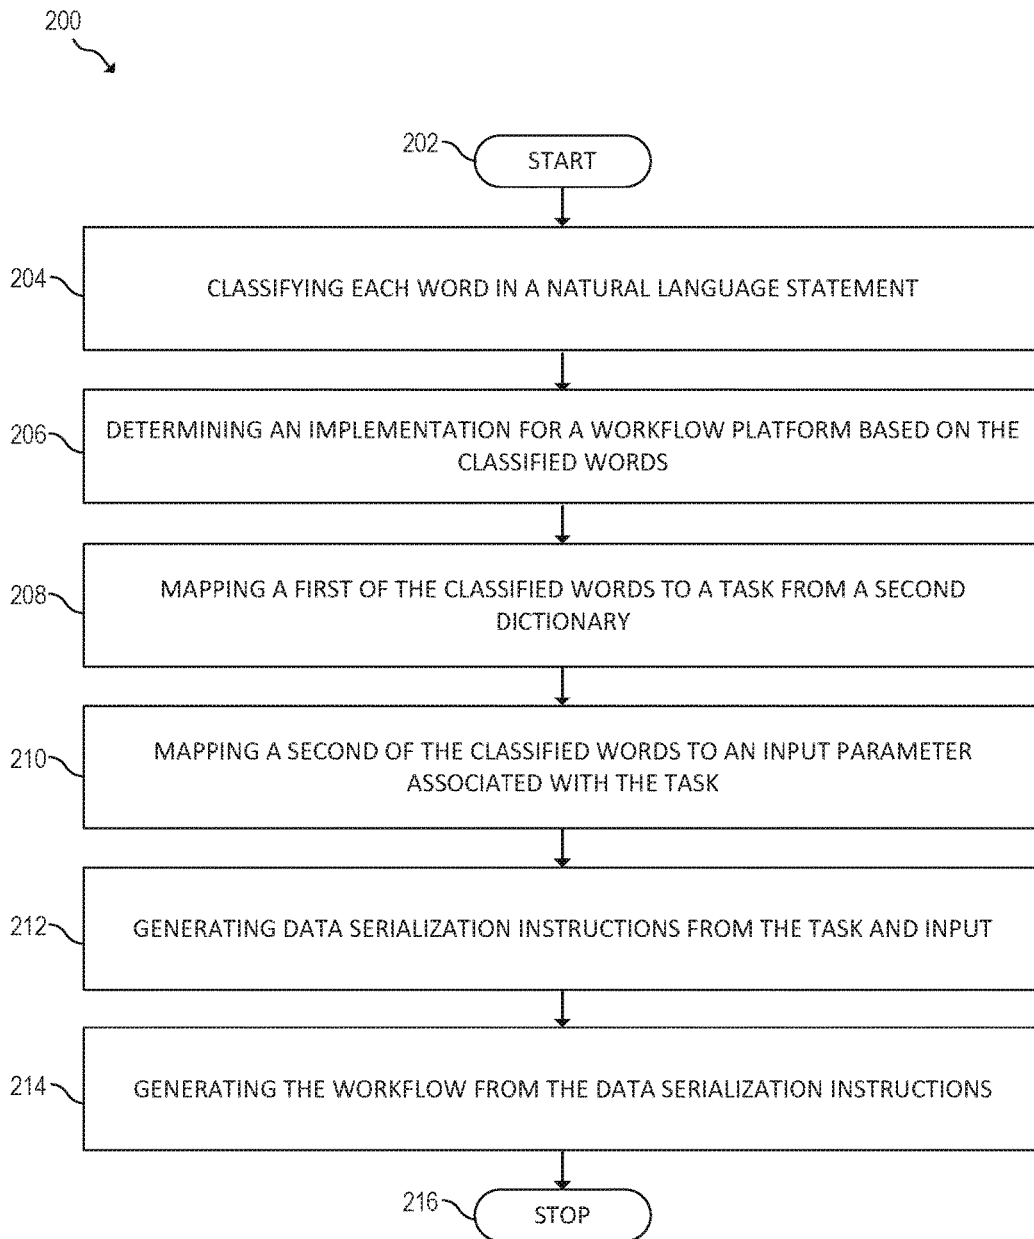 200
202
START
204
CLASSIFYING EACH WORD IN A NATURAL LANGUAGE STATEMENT
206
DETERMINING AN IMPLEMENTATION FOR A WORKFLOW PLATFORM BASED ON THE
CLASSIFIED WORDS
208
MAPPING A FIRST OF THE CLASSIFIED WORDS TO A TASK FROM A SECOND
DICTIONARY
210
MAPPING A SECOND OF THE CLASSIFIED WORDS TO AN INPUT PARAMETER
ASSOCIATED WITH THE TASK
212
GENERATING DATA SERIALIZATION INSTRUCTIONS FROM THE TASK AND INPUT
214
GENERATING THE WORKFLOW FROM THE DATA SERIALIZATION INSTRUCTIONS
216
STOP